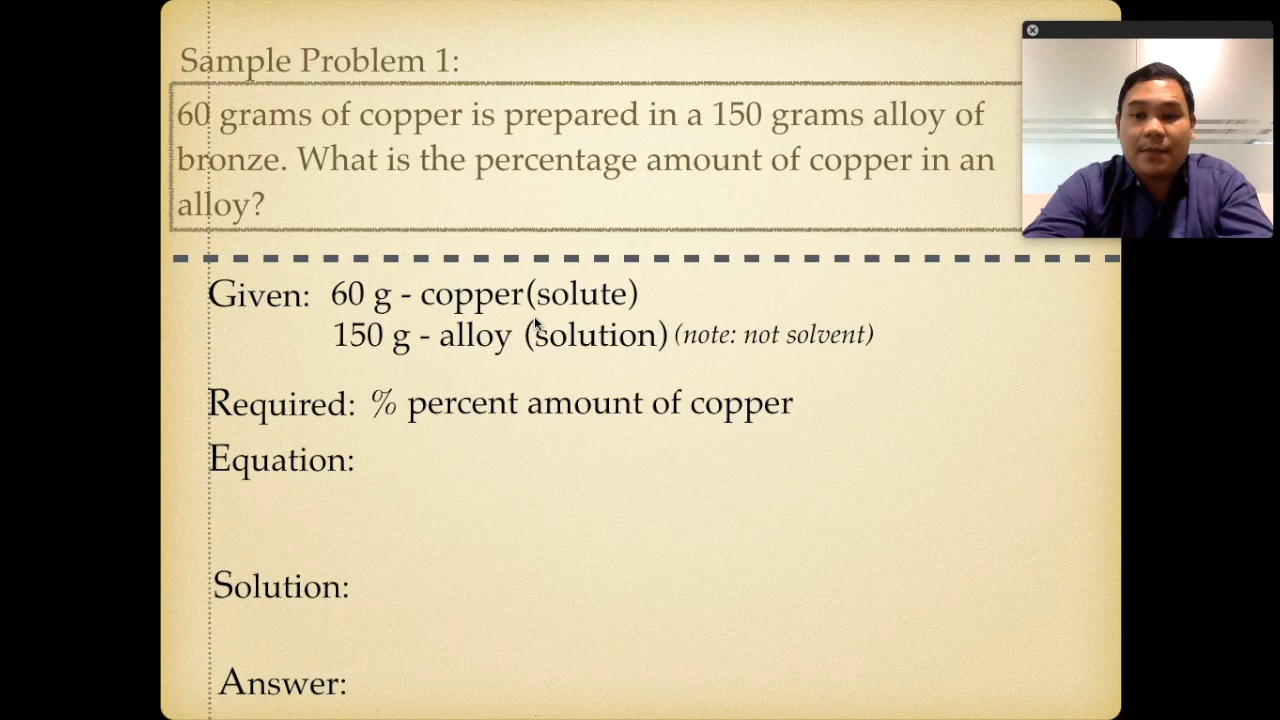 Sample Problem 1:
60 grams of copper is prepared in a 150 grams alloy of
bronze. What is the percentage amount of copper in an
alloy?
Given: 60 g - copper(solute)
150 g - alloy (solution) (note: not solvent)
Required: % percent amount of copper
Equation:
Solution:
Answer: